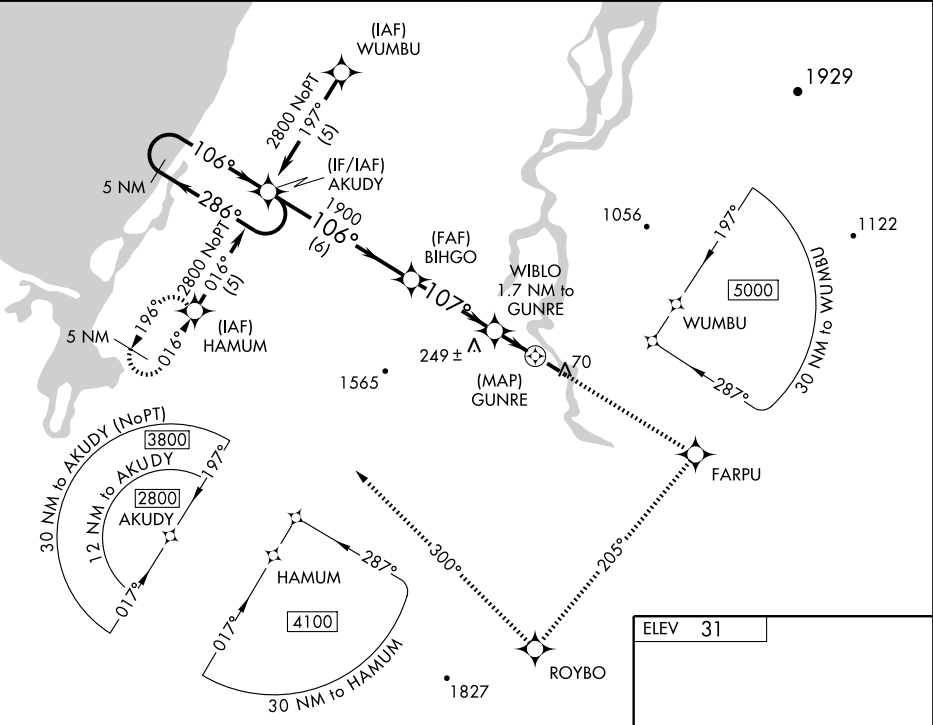 (IAF)
WUMBU
2800 NoPT
197°
(5)
1929
106°
5 NM
286°
(IF/IAF)
AKUDY
1900
106°
(6)
2800 NoPT
016°
(5)
(FAF)
BIHGO
1056
1122
197°
30 NM to WUMBU
5000
WUMBU
287°
196°
5 NM
016°
(IAF)
HAMUM
107°
WIBLO
1.7 NM to
GUNRE
249 ±
70
(MAP)
GUNRE
1565
30 NM to AKUDY (NoPT)
3800
12 NM to AKUDY
197°
2800
AKUDY
017°
FARPU
300°
205°
HAMUM
287°
017°
4100
30 NM to HAMUM
ROYBO
1827
ELEV 31